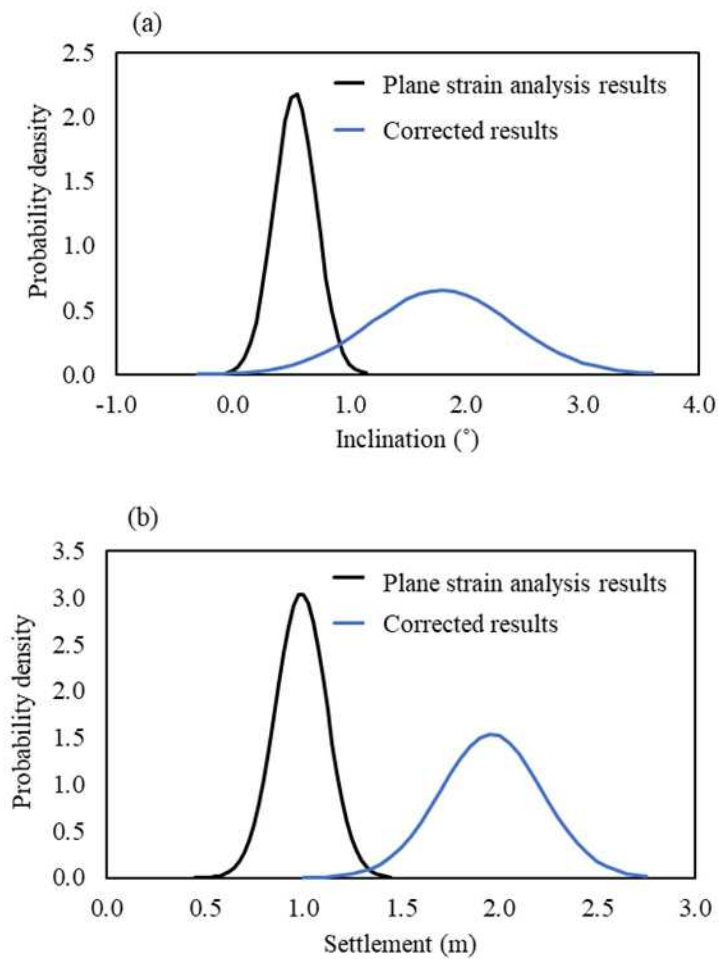 (a)
2.5
2.0
1.5
1.0
0.5
0.0
Probability density
Plane strain analysis results
Corrected results
-1.0 0.0 1.0 2.0 3.0 4.0
Inclination (˚)
(b)
3.5
3.0
2.5
2.0
1.5
1.0
0.5
0.0
Probability density
Plane strain analysis results
Corrected results
0.0 0.5 1.0 1.5 2.0 2.5 3.0
Settlement (m)